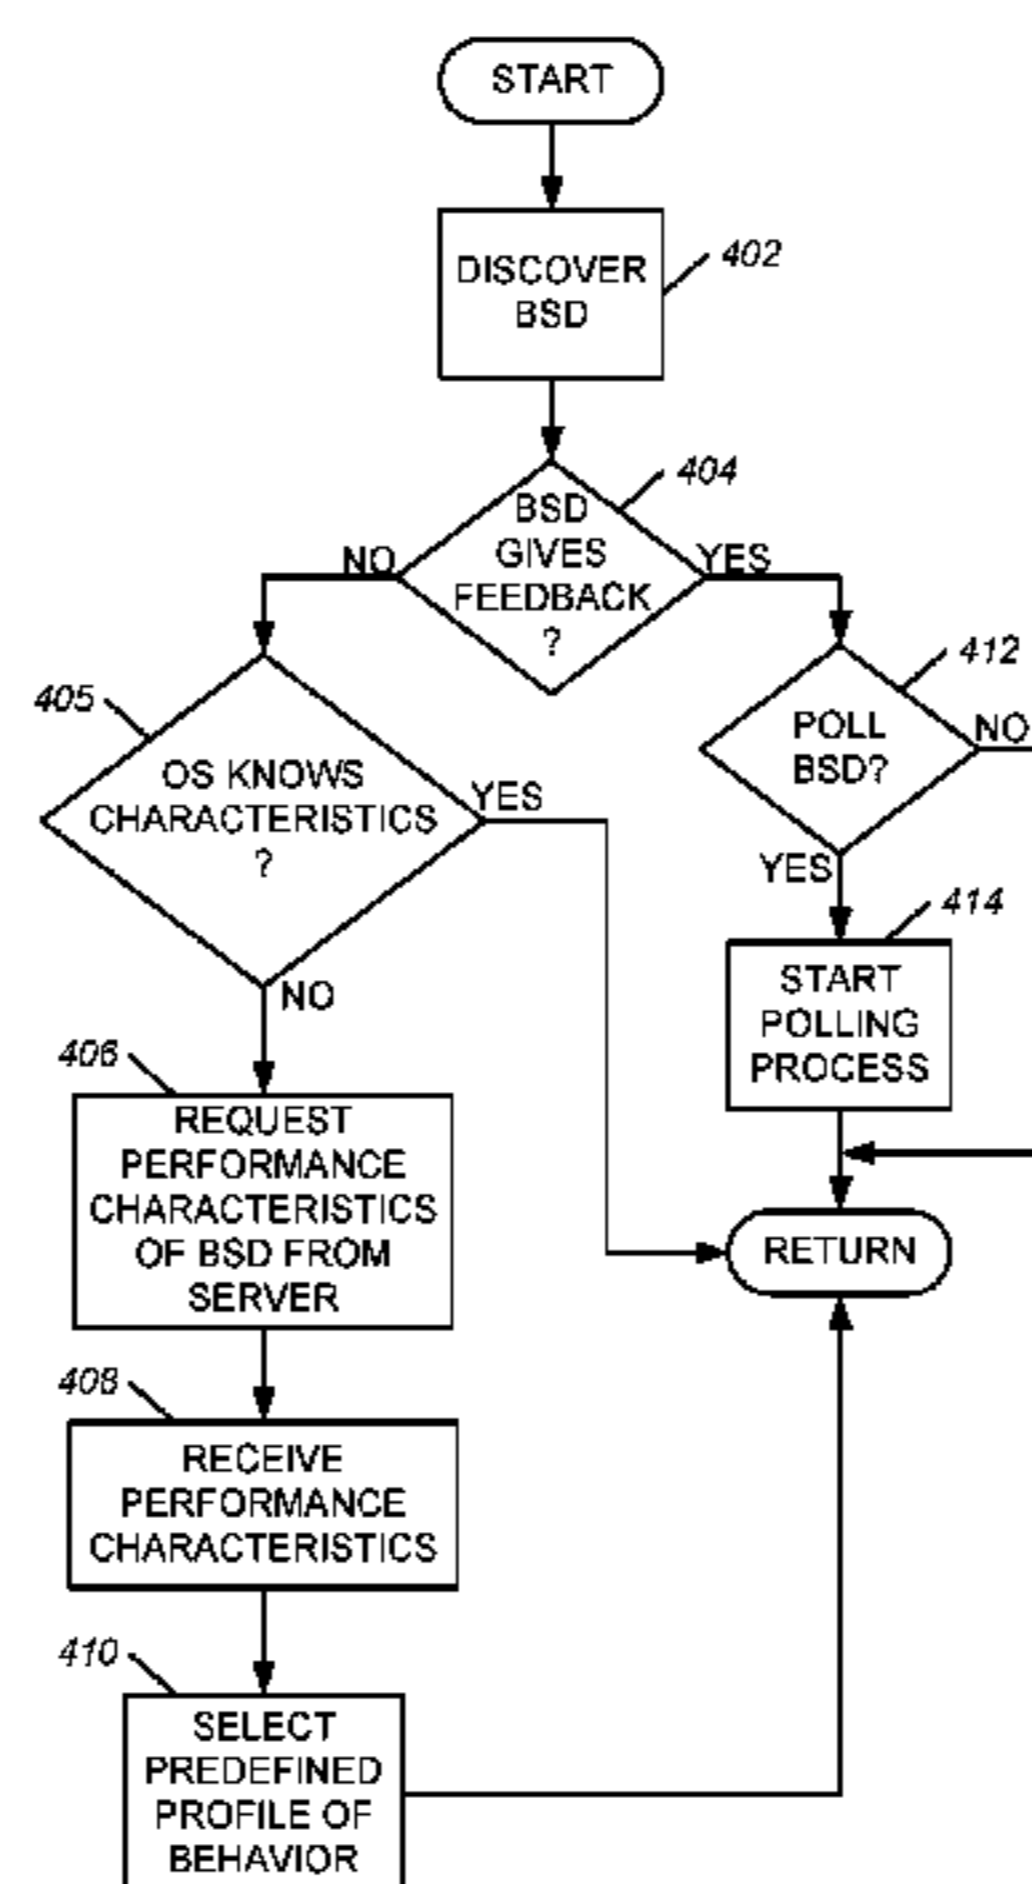 START
DISCOVER
BSD
402
BSD
GIVES
FEEDBACK
?
404
NO
YES
OS KNOWS
CHARACTERISTICS
?
405
YES
NO
POLL
BSD?
412
NO
YES
START
POLLING
PROCESS
414
RETURN
REQUEST
PERFORMANCE
CHARACTERISTICS
OF BSD FROM
SERVER
406
RECEIVE
PERFORMANCE
CHARACTERISTICS
408
SELECT
PREDEFINED
PROFILE OF
BEHAVIOR
410